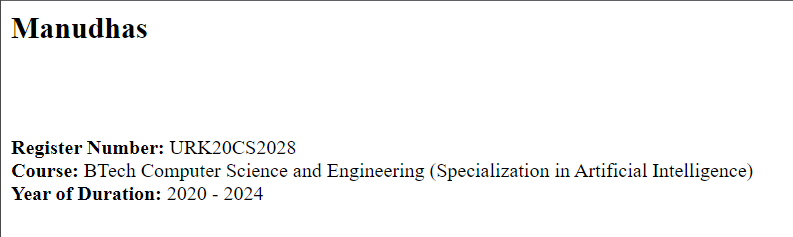 Manudhas
Register Number: URK20CS2028
Course: BTech Computer Science and Engineering (Specialization in Artificial Intelligence)
Year of Duration: 2020 - 2024